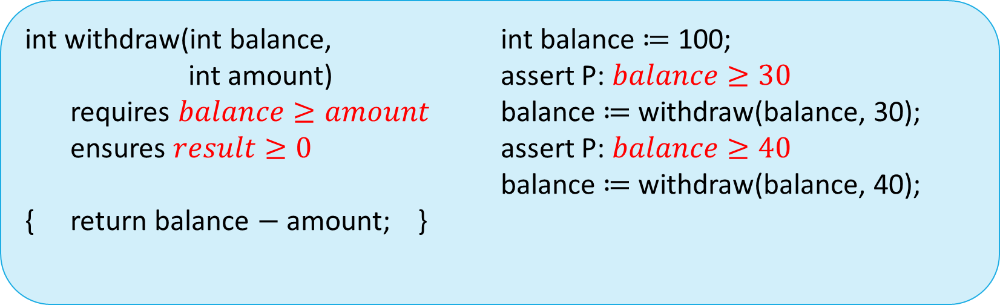 int withdraw(int balance,
int amount)
requires balance ≥ amount
ensures result ≥ 0
{ return balance − amount; }
int balance ≔ 100;
assert P: balance ≥ 30
balance ≔ withdraw(balance, 30);
assert P: balance ≥ 40
balance ≔ withdraw(balance, 40);